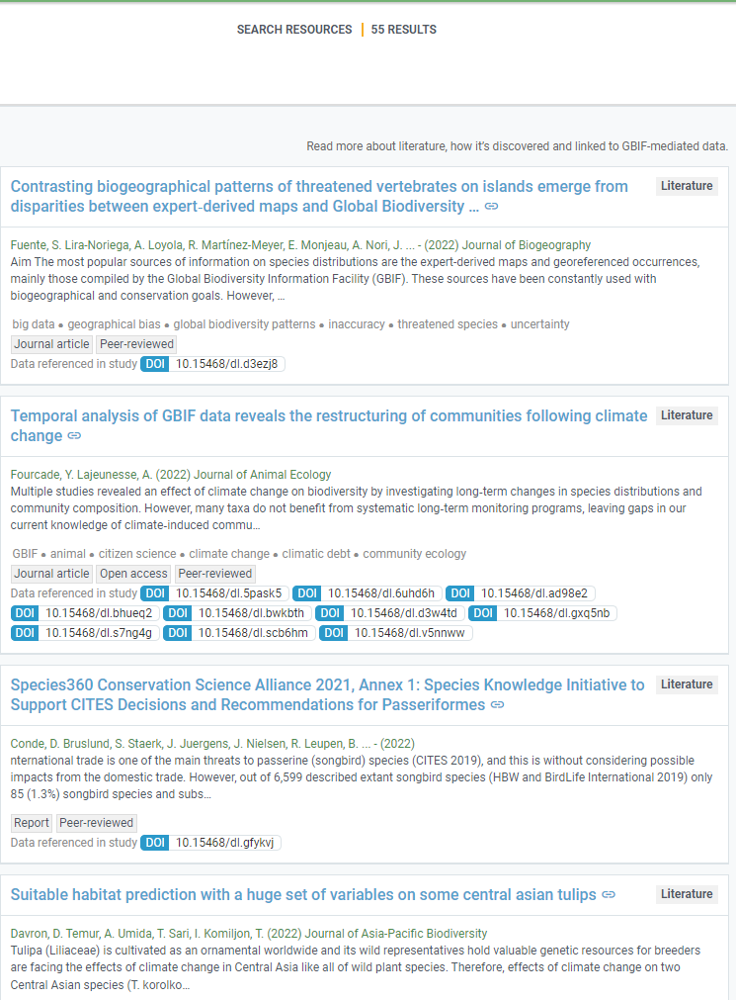 SEARCH RESOURCES | 55 RESULTS
Read more about literature, how it's discovered and linked to GBIF-mediated data.
Contrasting biogeographical patterns of threatened vertebrates on islands emerge from
disparities between expert-derived maps and Global Biodiversity ...
Literature
Fuente, S. Lira-Noriega, A. Loyola, R. Martínez-Meyer, E. Monjeau, A. Nori, J. ... - (2022) Journal of Biogeography
Aim The most popular sources of information on species distributions are the expert-derived maps and georeferenced occurrences,
mainly those compiled by the Global Biodiversity Information Facility (GBIF). These sources have been constantly used with
biogeographical and conservation goals. However, ...
big data • geographical bias • global biodiversity patterns • inaccuracy • threatened species • uncertainty
Journal article Peer-reviewed
Data referenced in study DOI 10.15468/dl.d3ezj8
Temporal analysis of GBIF data reveals the restructuring of communities following climate
change
Literature
Fourcade, Y. Lajeunesse, A. (2022) Journal of Animal Ecology
Multiple studies revealed an effect of climate change on biodiversity by investigating long-term changes in species distributions and
community composition. However, many taxa do not benefit from systematic long-term monitoring programs, leaving gaps in our
current knowledge of climate-induced commu...
GBIF • animal • citizen science • climate change • climatic debt • community ecology
Journal article Open access Peer-reviewed
Data referenced in study DOI 10.15468/dl.5pask5 DOI 10.15468/dl.6uhd6h DOI 10.15468/dl.ad98e2
DOI 10.15468/dl.bhueq2 DOI 10.15468/dl.bwkbth DOI 10.15468/dl.d3w4td DOI 10.15468/dl.gxq5nb
DOI 10.15468/dl.s7ng4g DOI 10.15468/dl.scb6hm DOI 10.15468/dl.v5nnww
Species360 Conservation Science Alliance 2021, Annex 1: Species Knowledge Initiative to
Support CITES Decisions and Recommendations for Passeriformes
Literature
Conde, D. Bruslund, S. Staerk, J. Juergens, J. Nielsen, R. Leupen, B. ... - (2022)
nternational trade is one of the main threats to passerine (songbird) species (CITES 2019), and this is without considering possible
impacts from the domestic trade. However, out of 6,599 described extant songbird species (HBW and BirdLife International 2019) only
85 (1.3%) songbird species and subs...
Report Peer-reviewed
Data referenced in study DOI 10.15468/dl.gfykvj
Suitable habitat prediction with a huge set of variables on some central asian tulips
Literature
Davron, D. Temur, A. Umida, T. Sari, I. Komiljon, T. (2022) Journal of Asia-Pacific Biodiversity
Tulipa (Liliaceae) is cultivated as an ornamental worldwide and its wild representatives hold valuable genetic resources for breeders
are facing the effects of climate change in Central Asia like all of wild plant species. Therefore, effects of climate change on two
Central Asian species (T. korolko...